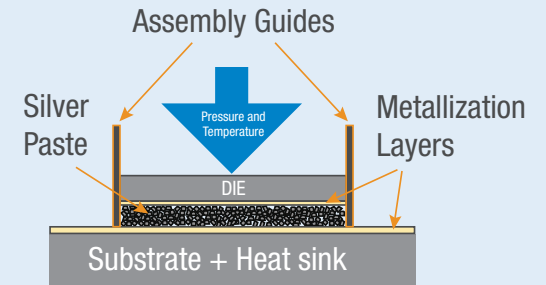 Assembly Guides
Silver
Paste
Pressure and
Temperature
Metallization
Layers
DIE
Substrate + Heat sink